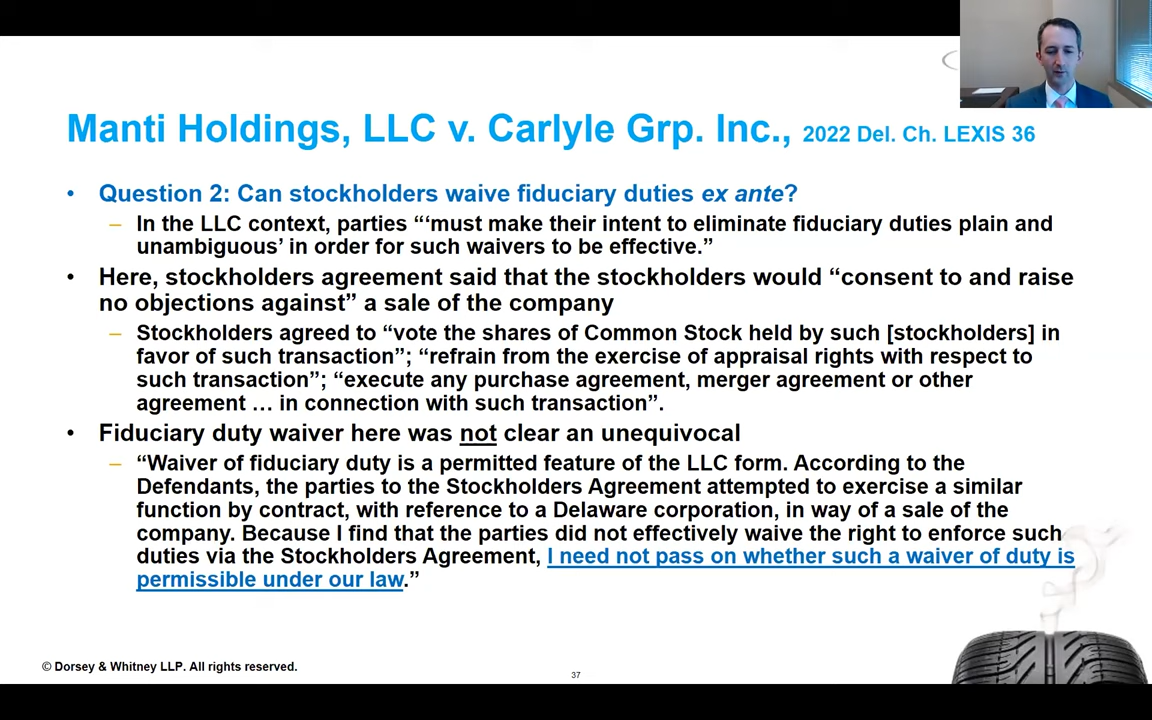 Manti Holdings, LLC v. Carlyle Grp. Inc., 2022 Del. Ch. LEXIS 36
• Question 2: Can stockholders waive fiduciary duties ex ante?
– In the LLC context, parties “‘must make their intent to eliminate fiduciary duties plain and
unambiguous’ in order for such waivers to be effective.”
• Here, stockholders agreement said that the stockholders would “consent to and raise
no objections against” a sale of the company
– Stockholders agreed to “vote the shares of Common Stock held by such [stockholders] in
favor of such transaction”; “refrain from the exercise of appraisal rights with respect to
such transaction”; “execute any purchase agreement, merger agreement or other
agreement … in connection with such transaction”.
• Fiduciary duty waiver here was not clear an unequivocal
– “Waiver of fiduciary duty is a permitted feature of the LLC form. According to the
Defendants, the parties to the Stockholders Agreement attempted to exercise a similar
function by contract, with reference to a Delaware corporation, in way of a sale of the
company. Because I find that the parties did not effectively waive the right to enforce such
duties via the Stockholders Agreement, I need not pass on whether such a waiver of duty is
permissible under our law.”
© Dorsey & Whitney LLP. All rights reserved.
37